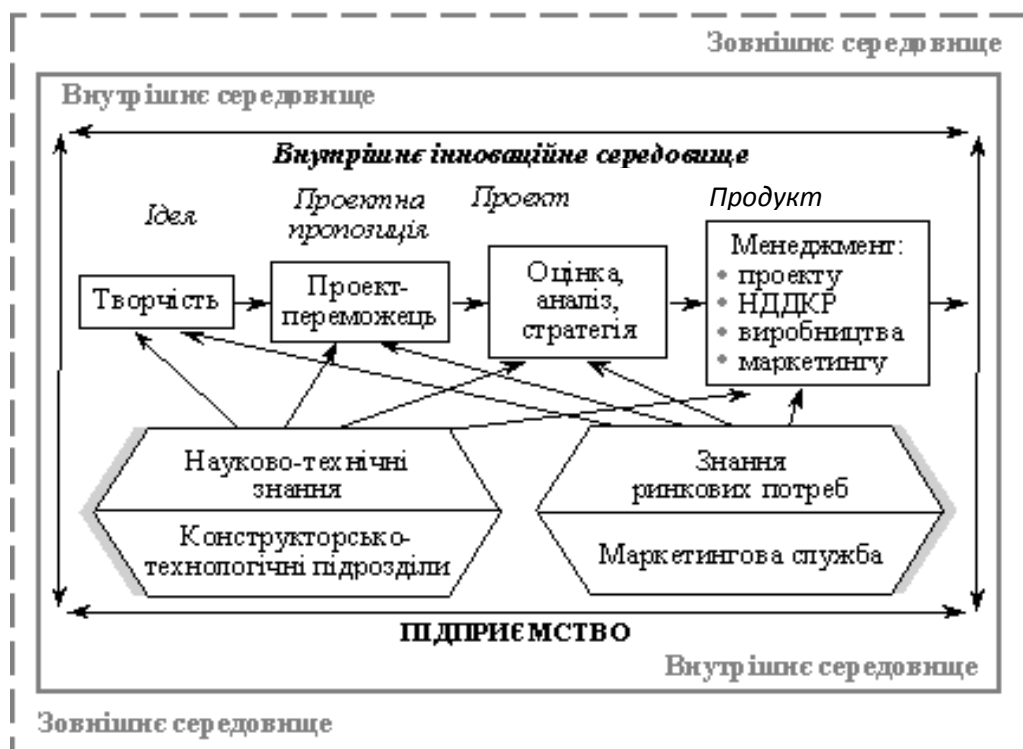 Зовнішнє середовище
Внутрішнє середовище
Внутрішнє інноваційне середовище
Ідея
Проектна
пропозиція
Проект
Продукт
Творчість
Проект-
переможець
Оцінка,
аналіз,
стратегія
Менеджмент:
• проекту
• НДДКР
• виробництва
• маркетингу
Науково-технічні
знання
Конструкторсько-
технологічні підрозділи
Знання
ринкових потреб
Маркетингова служба
ПІДПРИЄМСТВО
Внутрішнє середовище
Зовнішнє середовище